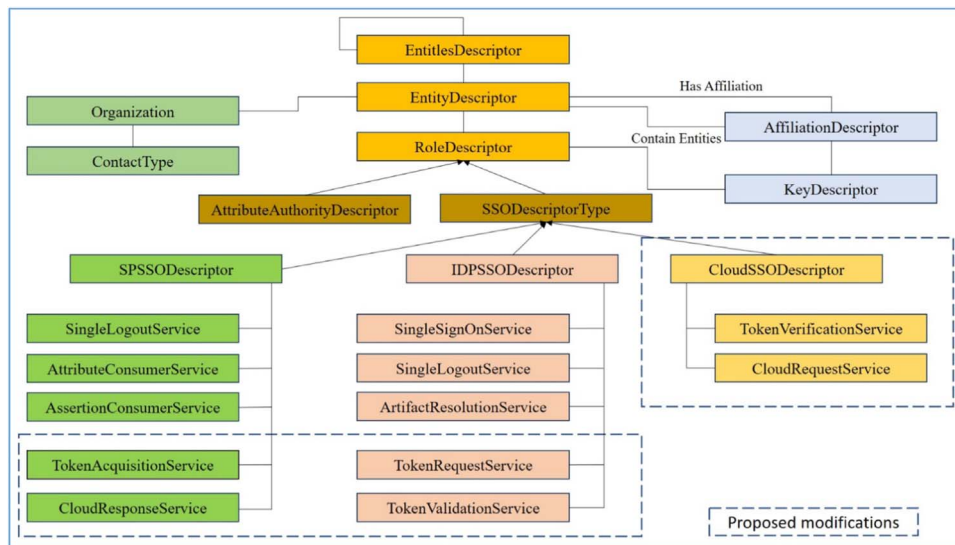 EntitlesDescriptor
EntityDescriptor
Has Affiliation
Organization
AffiliationDescriptor
RoleDescriptor
Contain Entities
ContactType
KeyDescriptor
AttributeAuthorityDescriptor
SSODescriptorType
SPSSODescriptor
IDPSSODescriptor
CloudSSODescriptor
SingleLogoutService
SingleSignOnService
TokenVerificationService
AttributeConsumerService
SingleLogoutService
CloudRequestService
AssertionConsumerService
ArtifactResolutionService
TokenAcquisitionService
TokenRequestService
CloudResponseService
TokenValidationService
Proposed modifications